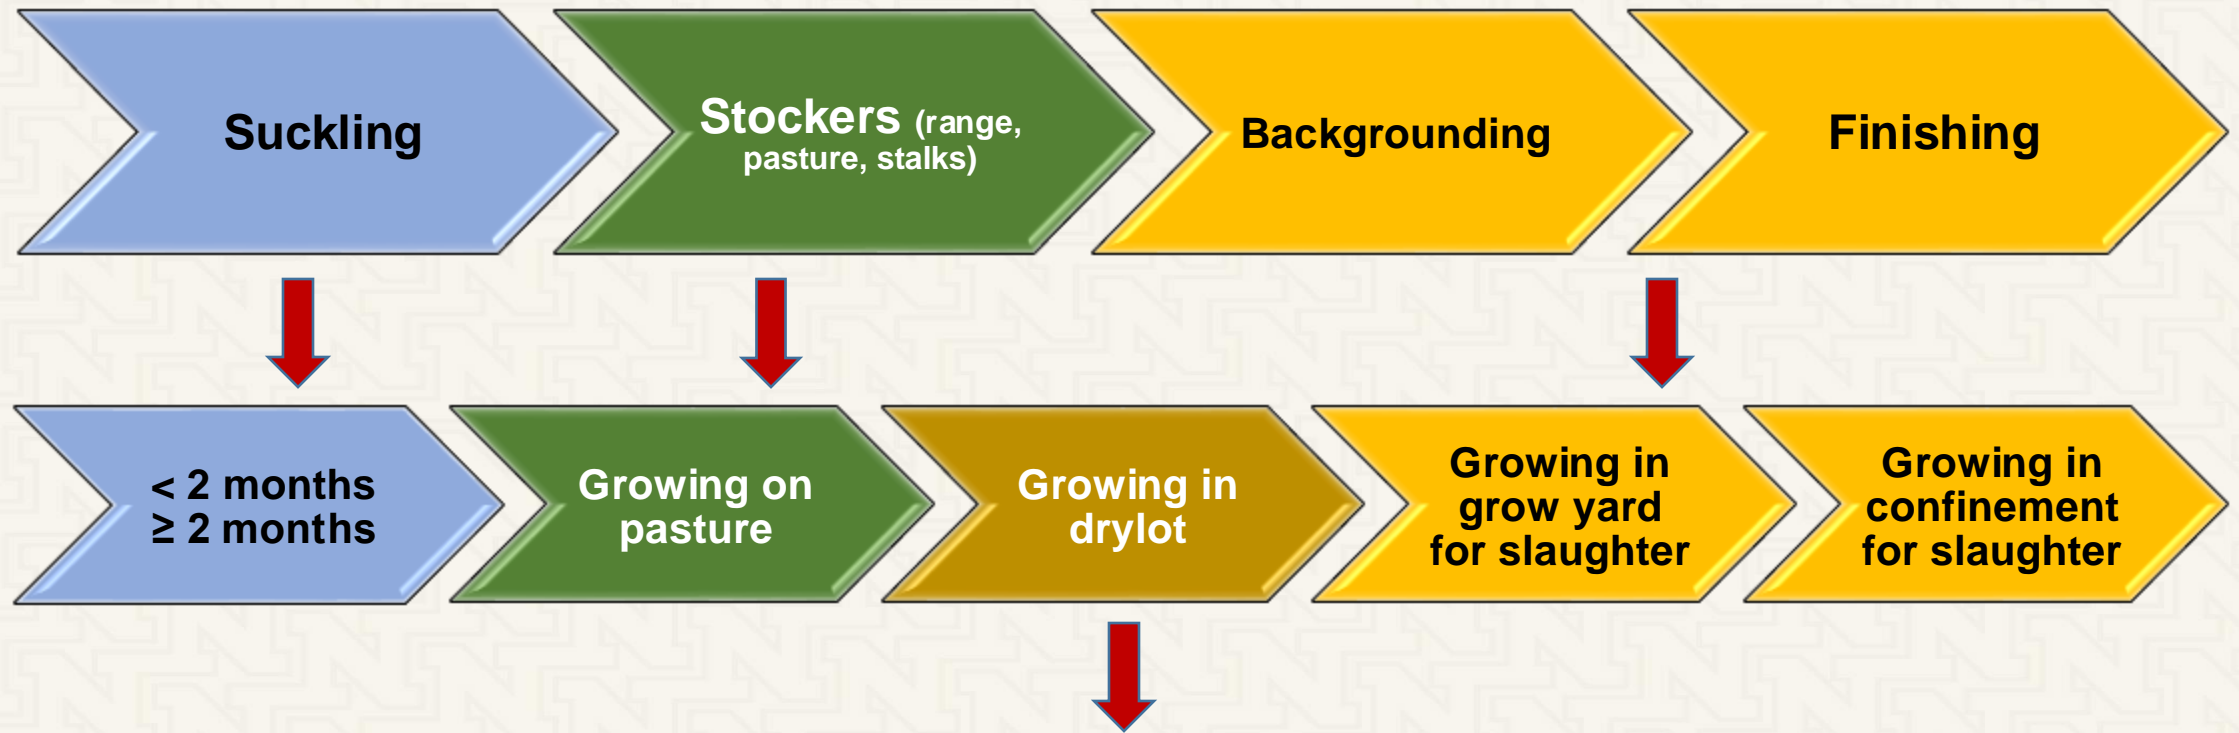 Suckling
Stockers (range,
pasture, stalks)
Backgrounding
Finishing
< 2 months
≥ 2 months
Growing on
pasture
Growing in
drylot
Growing in
grow yard
for slaughter
Growing in
confinement
for slaughter